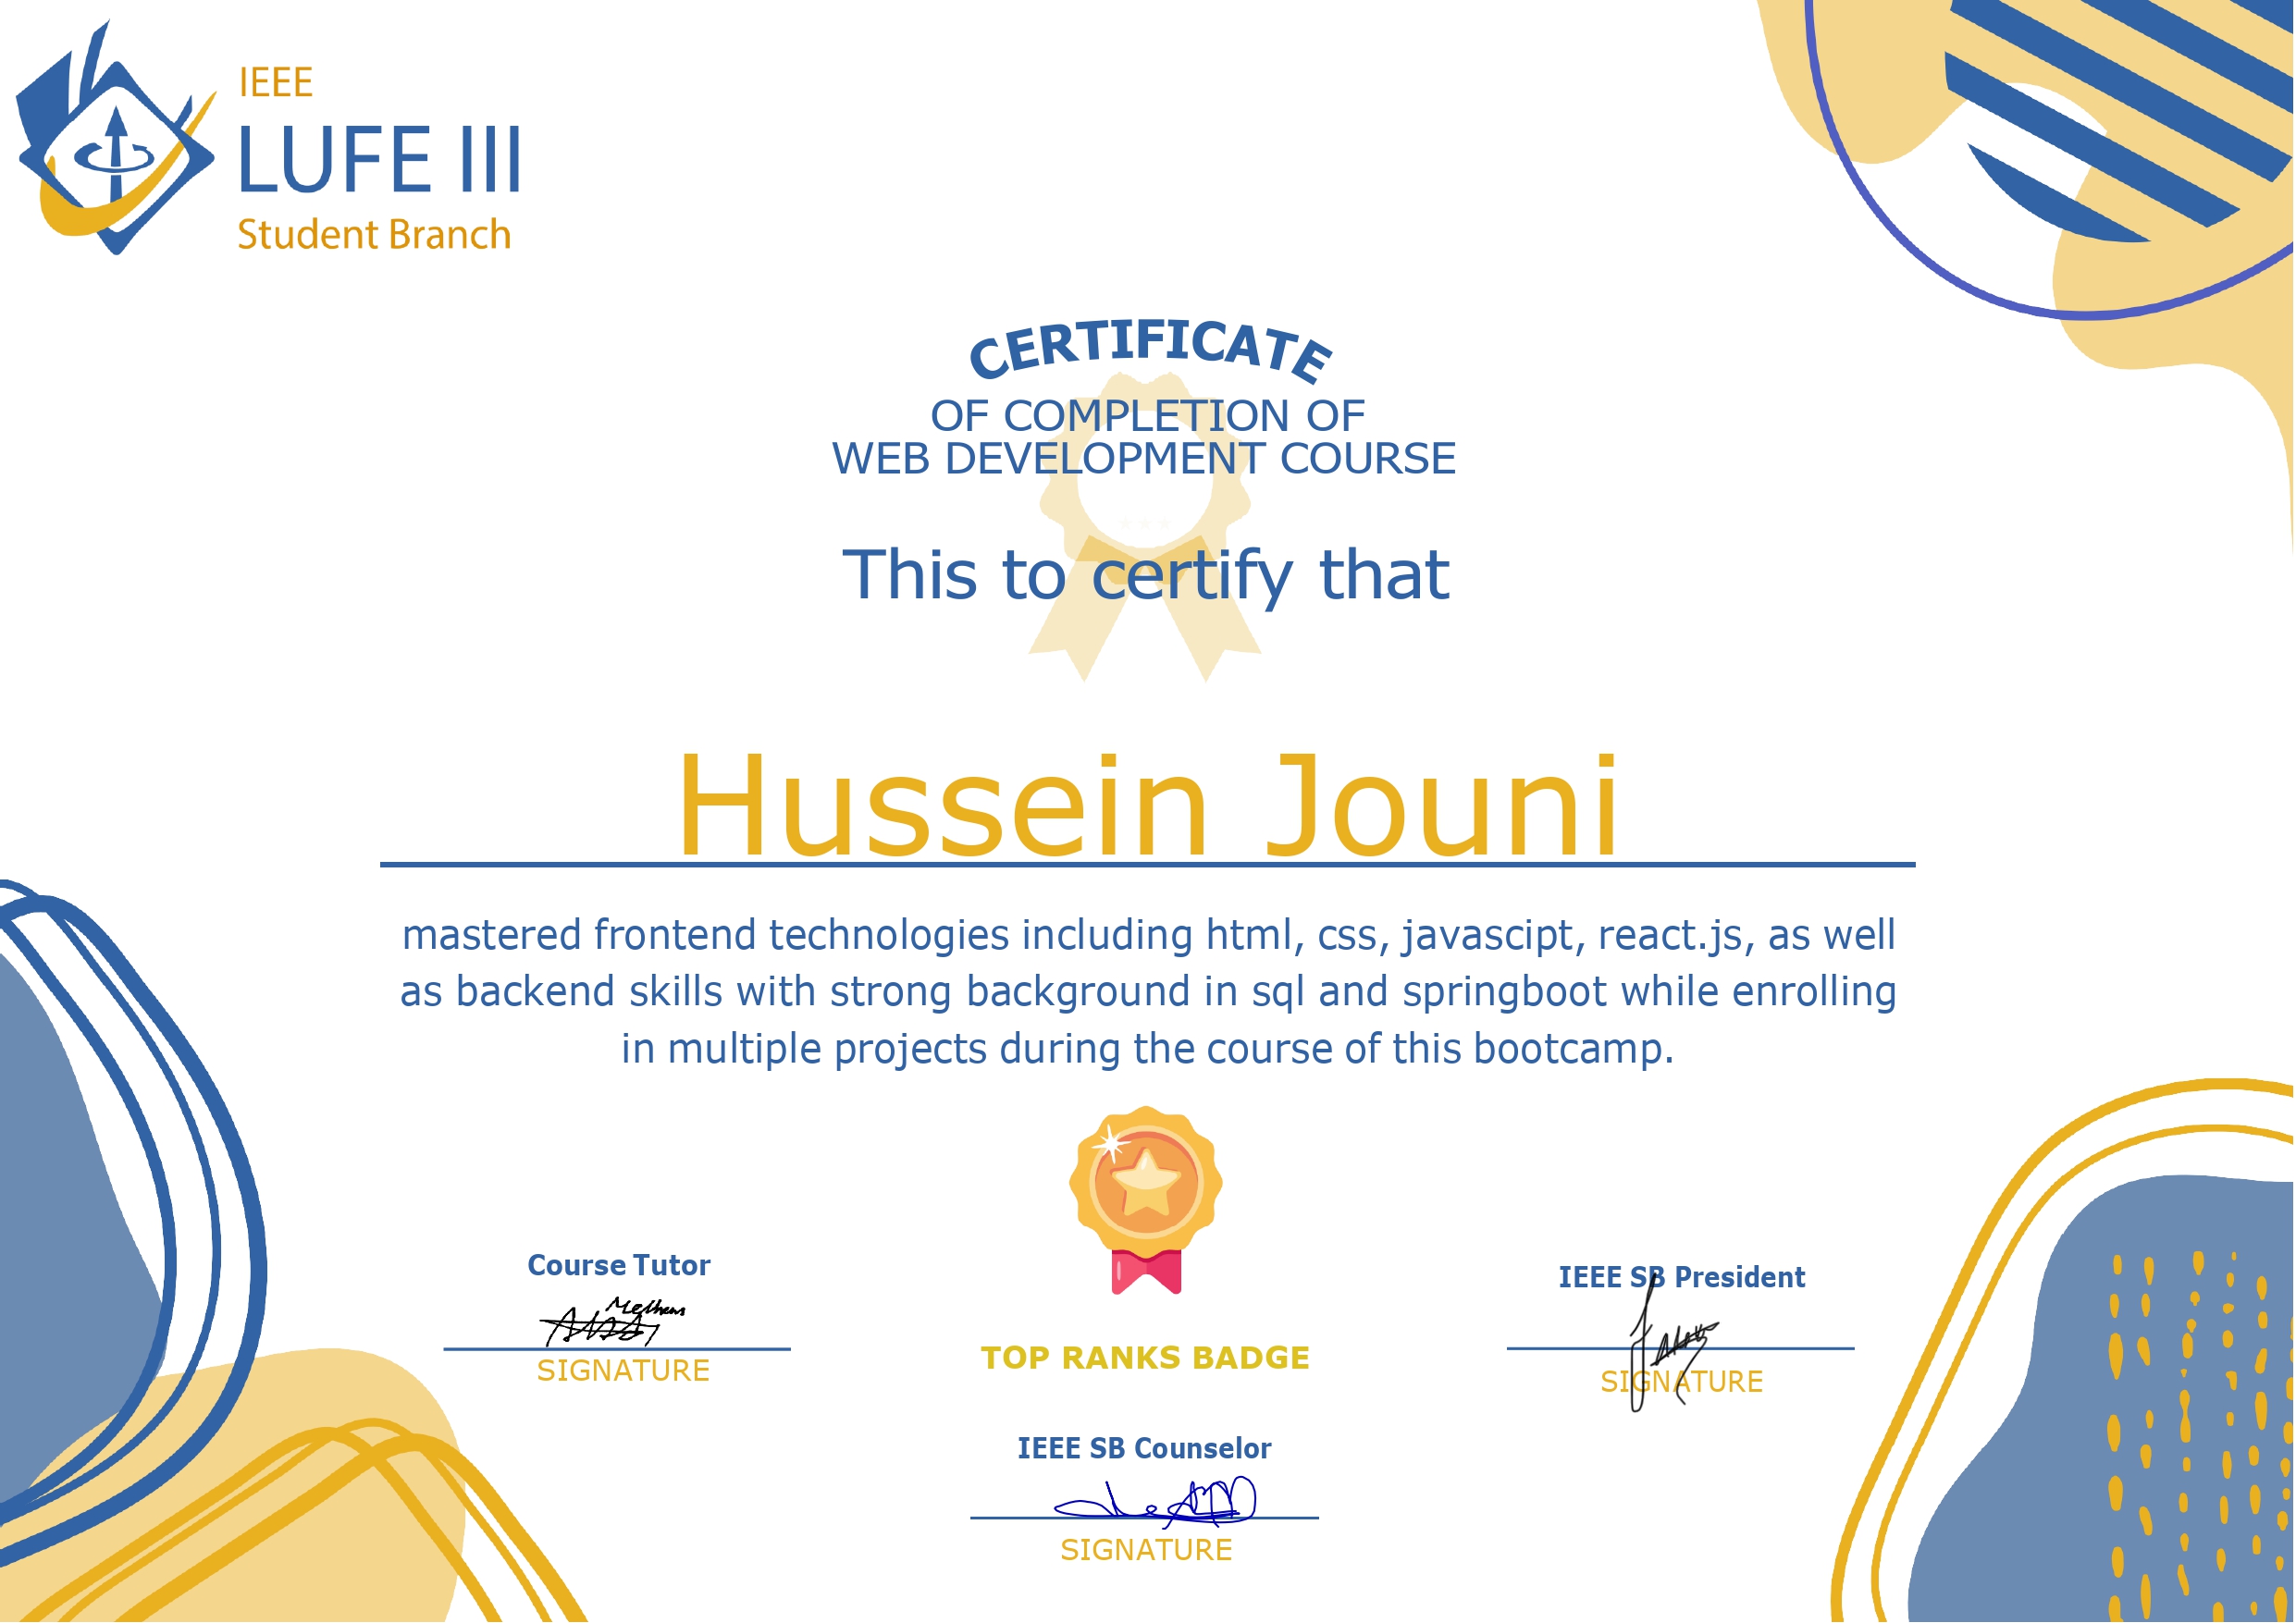 IEEE
LUFE III
Student Branch
CERTIFICATE
OF COMPLETION OF
WEB DEVELOPMENT COURSE
This to certify that
Hussein Jouni
mastered frontend technologies including html, css, javascipt, react.js, as well
as backend skills with strong background in sql and springboot while enrolling
in multiple projects during the course of this bootcamp.
Course Tutor
SIGNATURE
TOP RANKS BADGE
IEEE SB President
SIGNATURE
IEEE SB Counselor
SIGNATURE